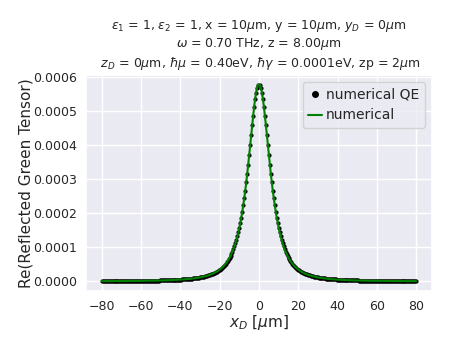 ε₁ = 1, ε₂ = 1, x = 10μm, y = 10μm, y_D = 0μm
ω = 0.70 THz, z = 8.00μm
z_D = 0μm, ℏμ = 0.40eV, ℏγ = 0.0001eV, zp = 2μm
0.0006
0.0005
0.0004
0.0003
0.0002
0.0001
0.0000
Re(Reflected Green Tensor)
numerical QE
numerical
−80 −60 −40 −20 0 20 40 60 80
x_D [μm]